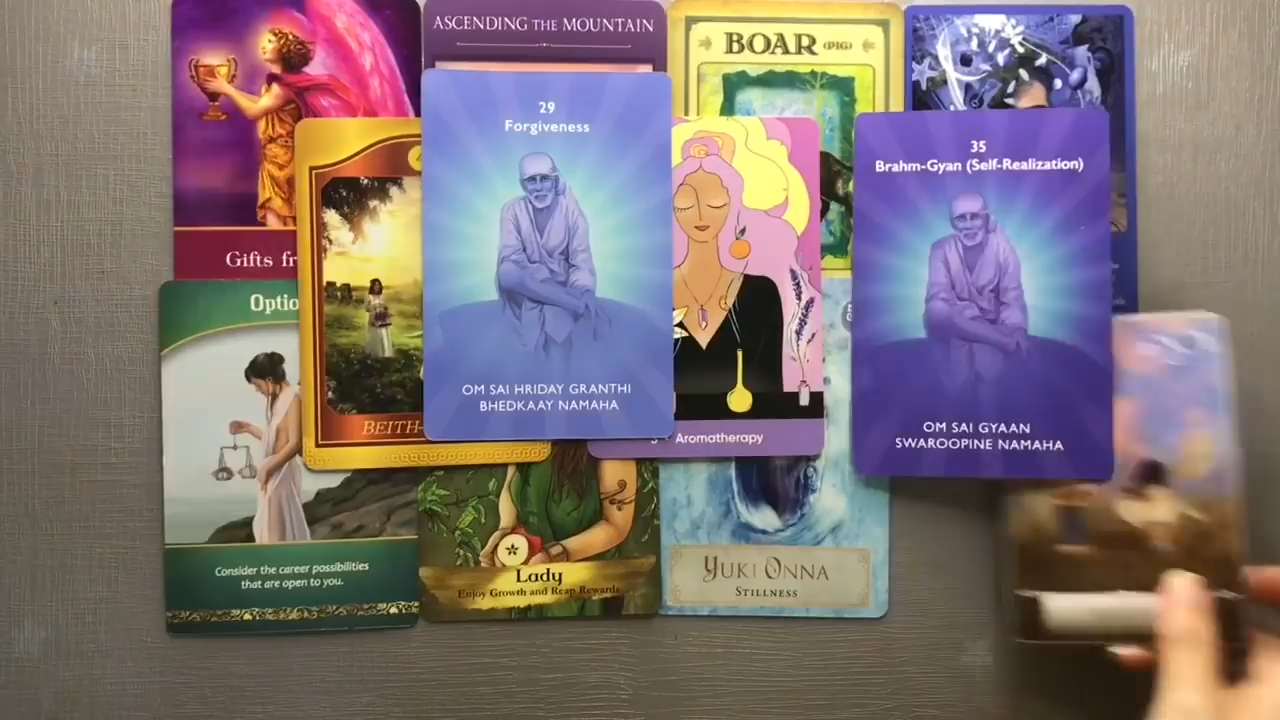 ASCENDING THE MOUNTAIN
BOAR (PIG)
29
Forgiveness
OM SAI HRIDAY GRANTHI
BHEDKAAY NAMAHA
35
Brahm-Gyan (Self-Realization)
OM SAI GYAAN
SWAROOPINE NAMAHA
Gifts
BEITH
Aromatherapy
Consider the career possibilities
that are open to you.
Lady
Enjoy Growth and Reap Rewards
YUKI ONNA
STILLNESS